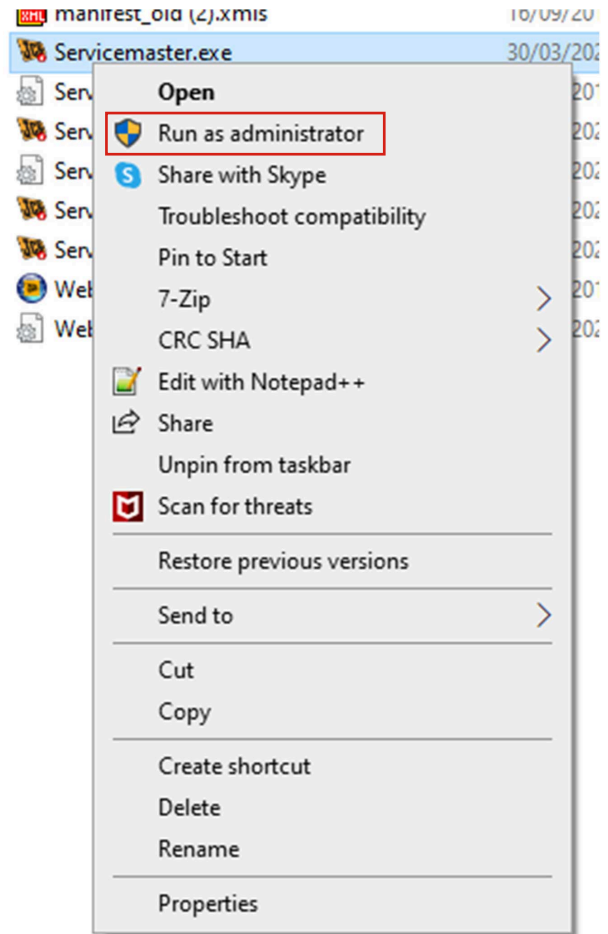 manifest_old (2).xmls 16/09/20
Servicemaster.exe 30/03/202
Serv
Open
Serv
Run as administrator
Serv
Share with Skype
Serv
Troubleshoot compatibility
Serv
Pin to Start
Web
7-Zip
Web
CRC SHA
Edit with Notepad++
Share
Unpin from taskbar
Scan for threats
Restore previous versions
Send to
Cut
Copy
Create shortcut
Delete
Rename
Properties